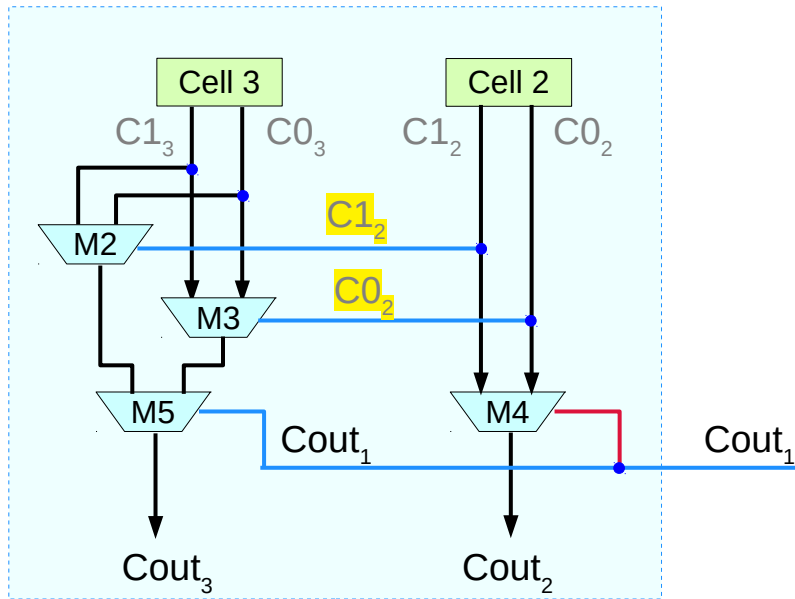 Cell 3
Cell 2
C1₃
C0₃
C1₂
C0₂
C1₂
M2
C0₂
M3
M5
M4
Cout₁
Cout₁
Cout₃
Cout₂